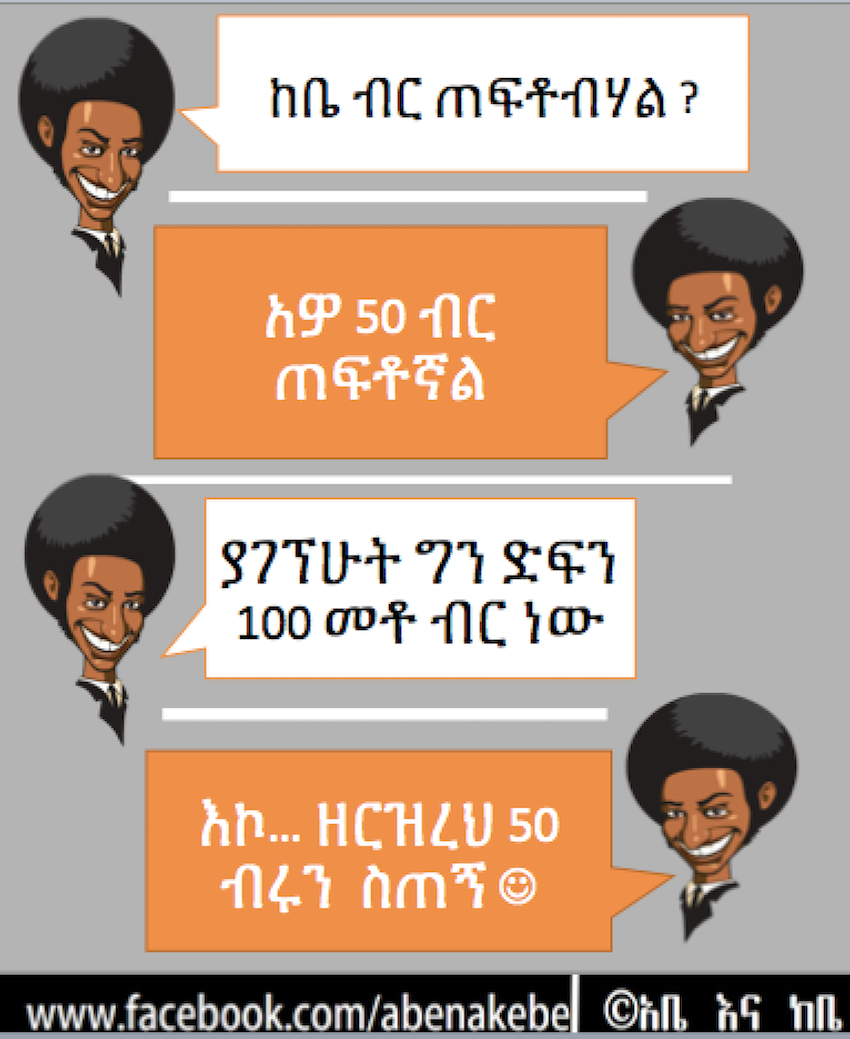 ከቤ ብር ጠፍቶብሃል ?
አዎ 50 ብር
ጠፍቶኛል
ያገኘሁት ግን ድፍን
100 መቶ ብር ነው
እኮ... ዘርዝረህ 50
ብሩን ስጠኝ ☺
www.facebook.com/abenakebe ©አቤ እና ከቤ